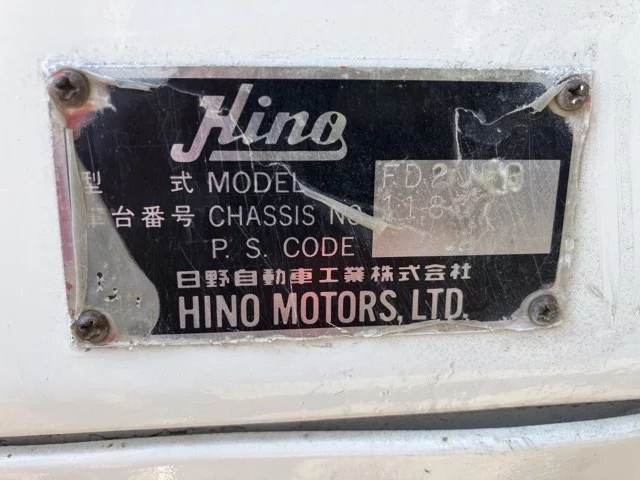 Hino
型 式 MODEL
車台番号 CHASSIS NO.
P. S. CODE
日野自動車工業株式会社
HINO MOTORS, LTD.